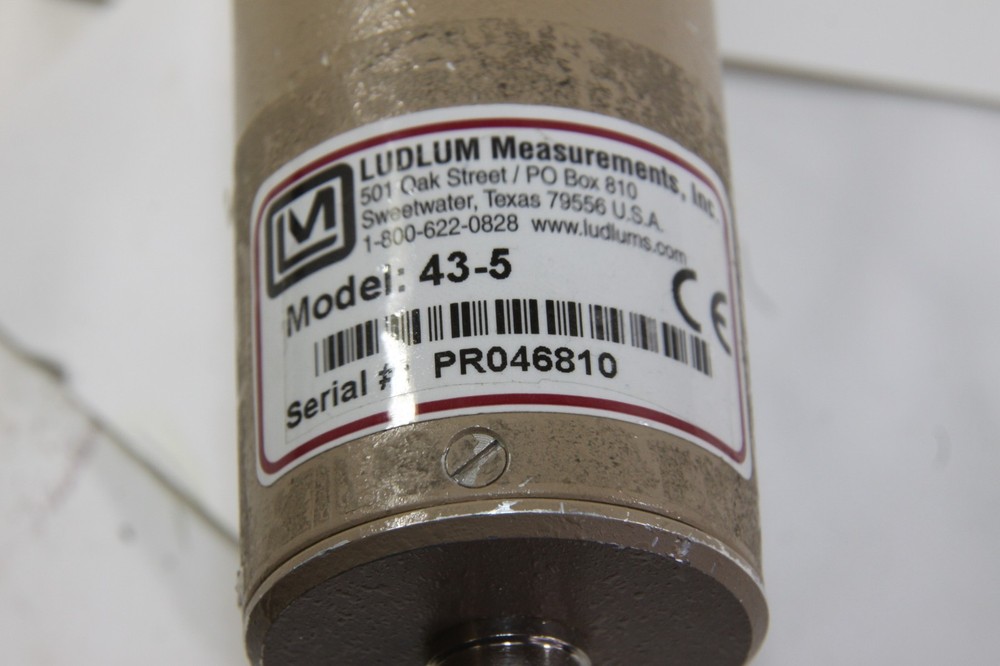 LUDLUM Measurements, Inc.
501 Oak Street / PO Box 810
Sweetwater, Texas 79556 U.S.A.
1-800-622-0828 www.ludlums.com
LM
Model: 43-5
CE
Serial #: PR046810